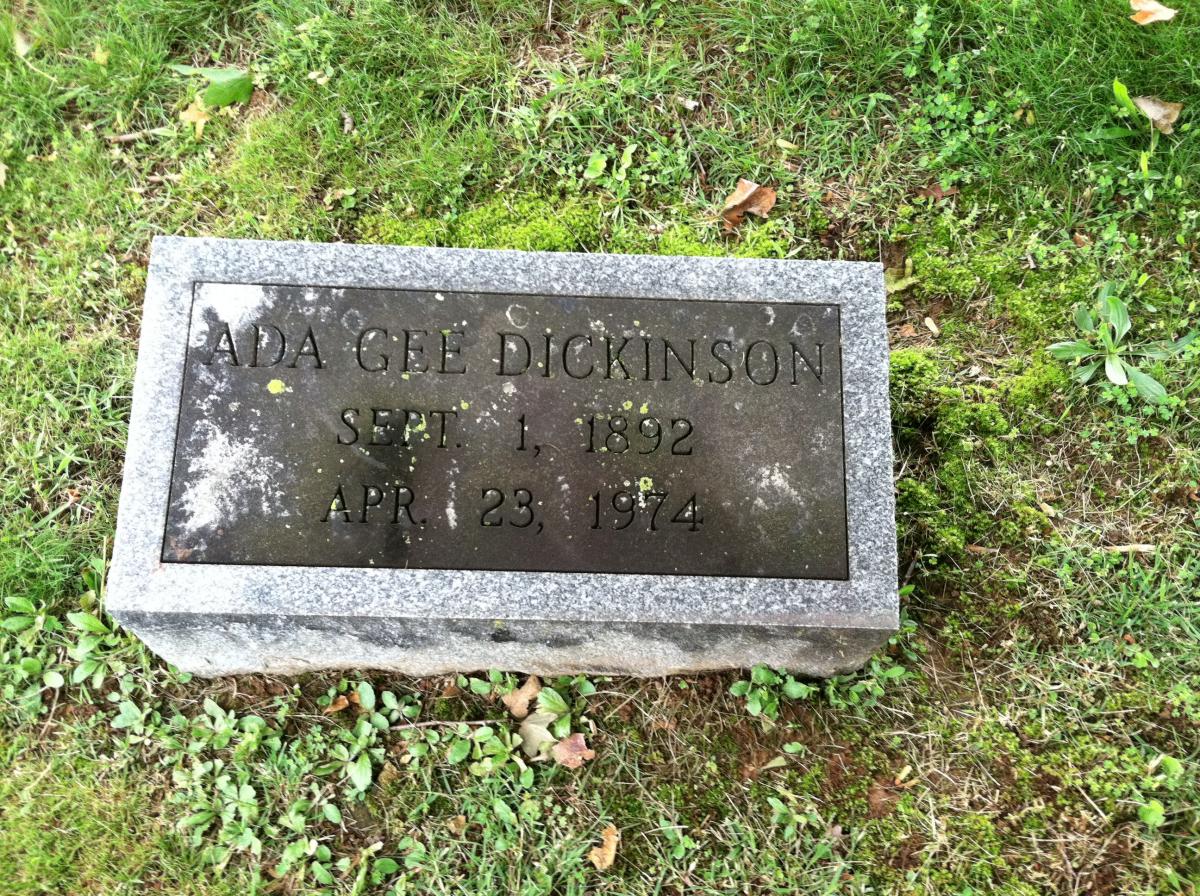 ADA GEE DICKINSON
SEPT. 1, 1892
APR. 23, 1974